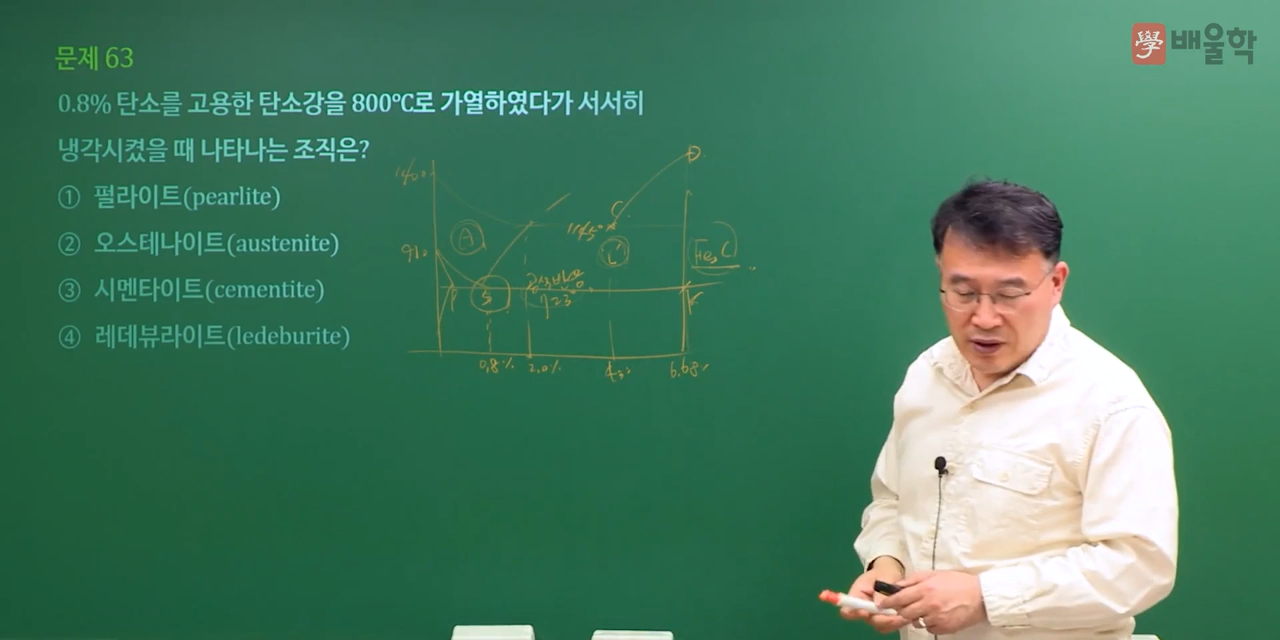 學 배울학
문제 63
0.8% 탄소를 고용한 탄소강을 800℃로 가열하였다가 서서히
냉각시켰을 때 나타나는 조직은?
① 펄라이트(pearlite)
② 오스테나이트(austenite)
③ 시멘타이트(cementite)
④ 레데뷰라이트(ledeburite)
D
C
A
910
1145°
L
Fe₃C
공석반응
P
S
723°
0.8%
2.0%
4.3%
6.68%